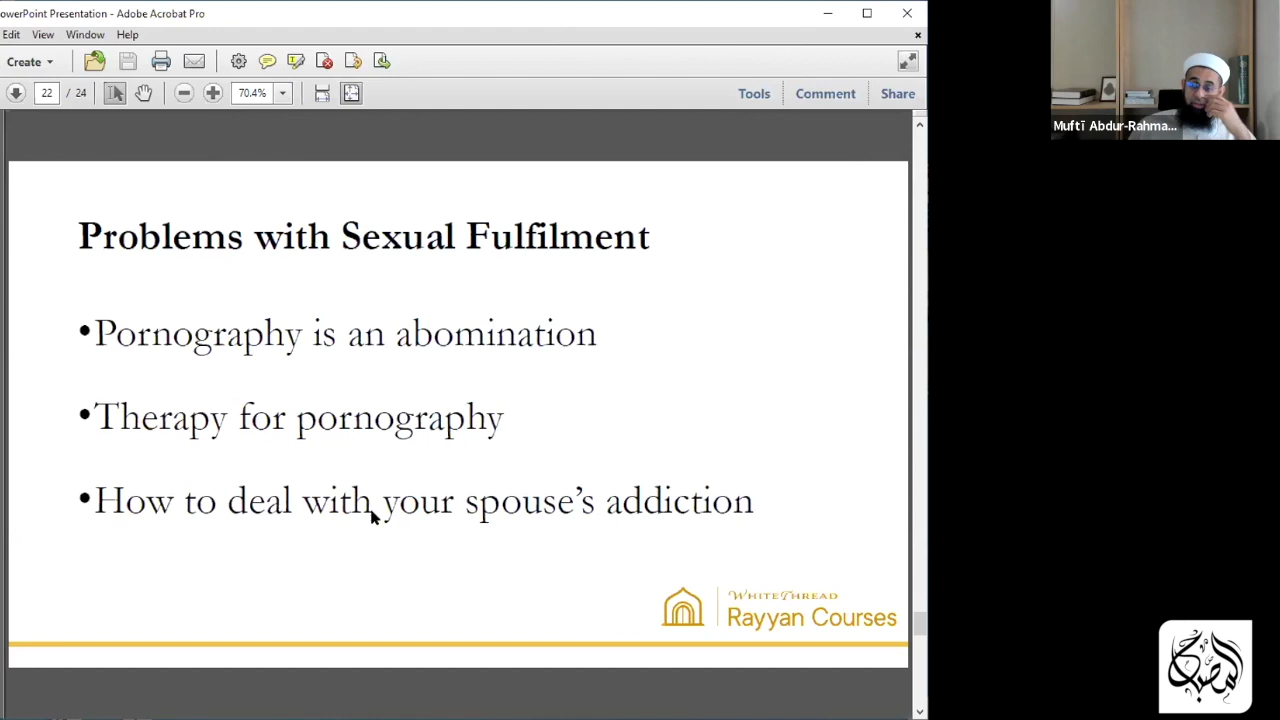 owerPoint Presentation - Adobe Acrobat Pro
Edit View Window Help
Create
22 / 24
70.4%
Tools
Comment
Share
Muftī Abdur-Rahma...
Problems with Sexual Fulfilment
•Pornography is an abomination
•Therapy for pornography
•How to deal with your spouse's addiction
WHITETHREAD
Rayyan Courses
المصباح